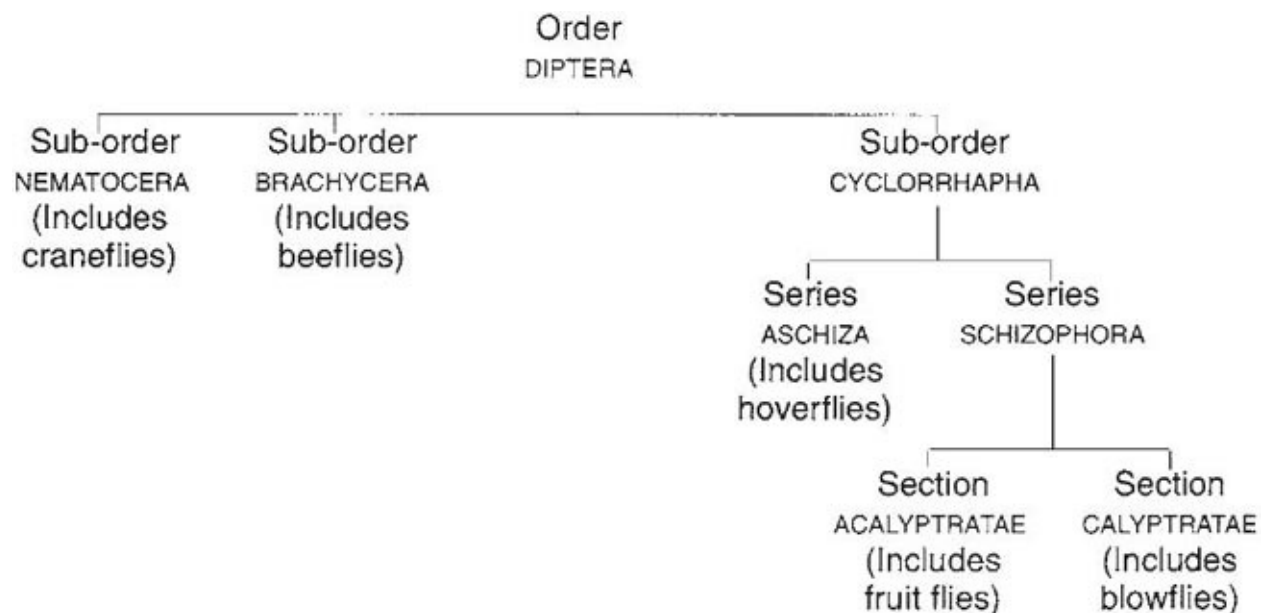 Order
DIPTERA
Sub-order
NEMATOCERA
(Includes
craneflies)
Sub-order
BRACHYCERA
(Includes
beeflies)
Sub-order
CYCLORRHAPHA
Series
ASCHIZA
(Includes
hoverflies)
Series
SCHIZOPHORA
Section
ACALYPTRATAE
(Includes
fruit flies)
Section
CALYPTRATAE
(Includes
blowflies)